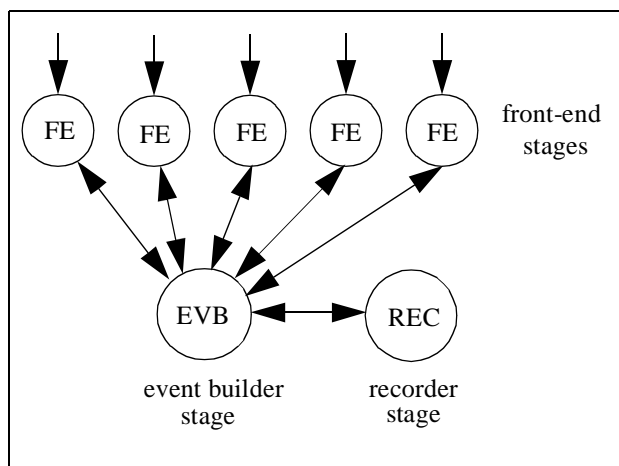 FE FE FE FE FE
front-end
stages
EVB
REC
event builder
stage
recorder
stage